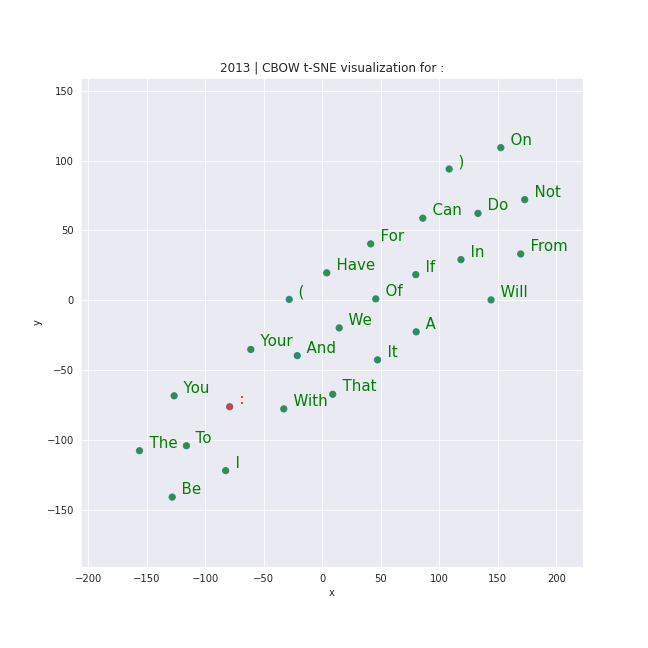 2013 | CBOW t-SNE visualization for :
150
100
50
0
−50
−100
−150
y
On
)
Not
Do
Can
For
From
In
If
Have
Of
(
Will
We
A
Your
And
It
You
That
:
With
The
To
I
Be
−200
−150
−100
−50
0
50
100
150
200
x